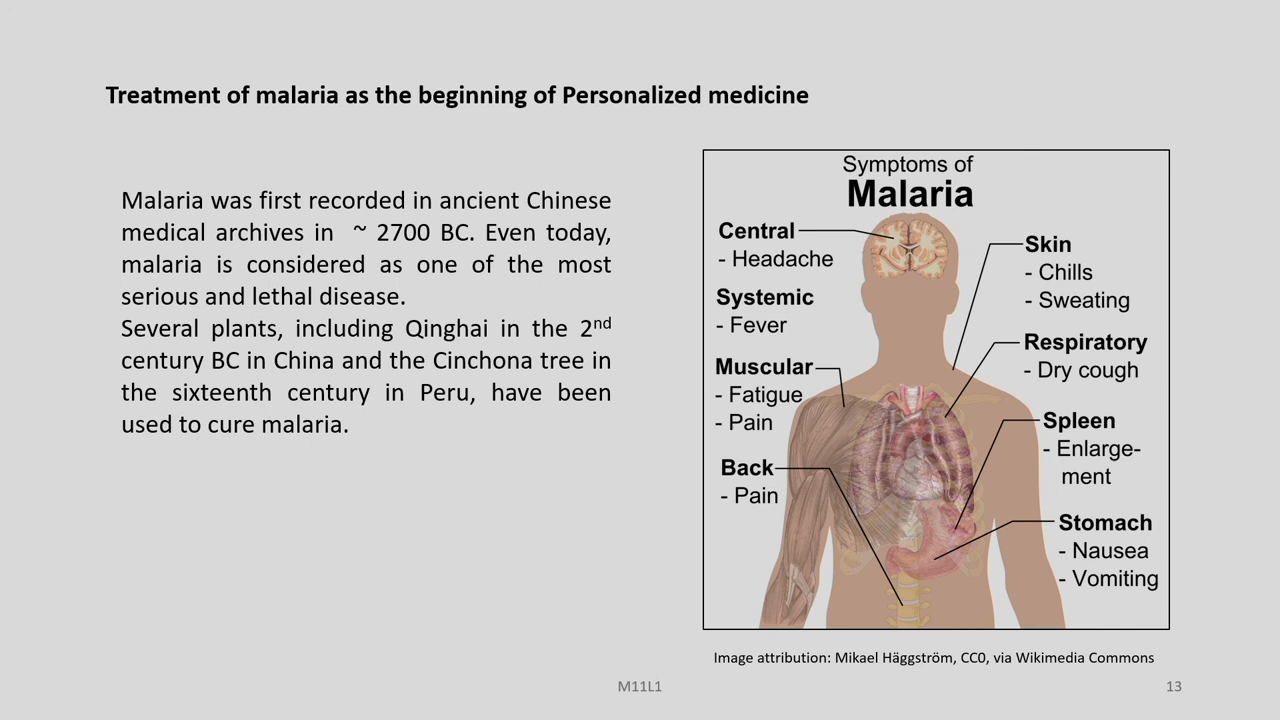 Treatment of malaria as the beginning of Personalized medicine
Malaria was first recorded in ancient Chinese
medical archives in ~ 2700 BC. Even today,
malaria is considered as one of the most
serious and lethal disease.
Several plants, including Qinghai in the 2nd
century BC in China and the Cinchona tree in
the sixteenth century in Peru, have been
used to cure malaria.
Symptoms of
Malaria
Central
- Headache
Systemic
- Fever
Muscular
- Fatigue
- Pain
Back
- Pain
Skin
- Chills
- Sweating
Respiratory
- Dry cough
Spleen
- Enlarge-
ment
Stomach
- Nausea
- Vomiting
Image attribution: Mikael Häggström, CC0, via Wikimedia Commons
M11L1
13